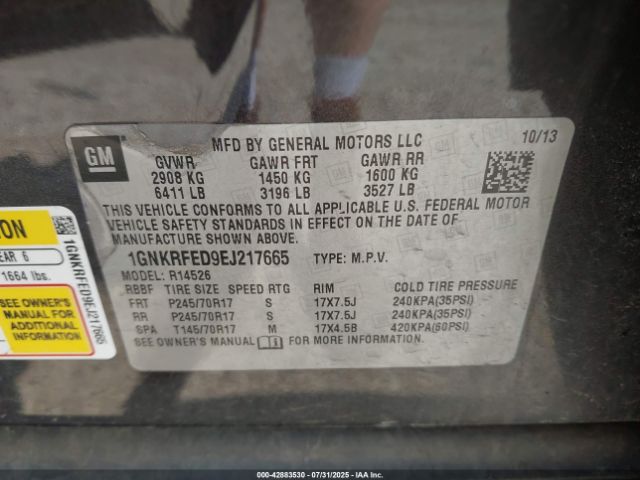 GM
MFD BY GENERAL MOTORS LLC
10/13
GVWR GAWR FRT GAWR RR
2908 KG 1450 KG 1600 KG
6411 LB 3196 LB 3527 LB
THIS VEHICLE CONFORMS TO ALL APPLICABLE U.S. FEDERAL MOTOR
VEHICLE SAFETY STANDARDS IN EFFECT ON THE DATE OF
MANUFACTURE SHOWN ABOVE.
1GNKRFED9EJ217665 TYPE: M.P.V.
MODEL: R14526
RBBF TIRE SIZE SPEED RTG RIM COLD TIRE PRESSURE
FRT P245/70R17 S 17X7.5J 240KPA(35PSI)
RR P245/70R17 S 17X7.5J 240KPA(35PSI)
SPA T145/70R17 M 17X4.5B 420KPA(60PSI)
SEE OWNER'S MANUAL FOR MORE INFORMATION.
ION
EAR 6
1664 lbs.
SEE OWNER'S
MANUAL FOR
ADDITIONAL
INFORMATION
1GNKRFED9EJ217665
000-42883530 07/31/2025 IAAI.COM